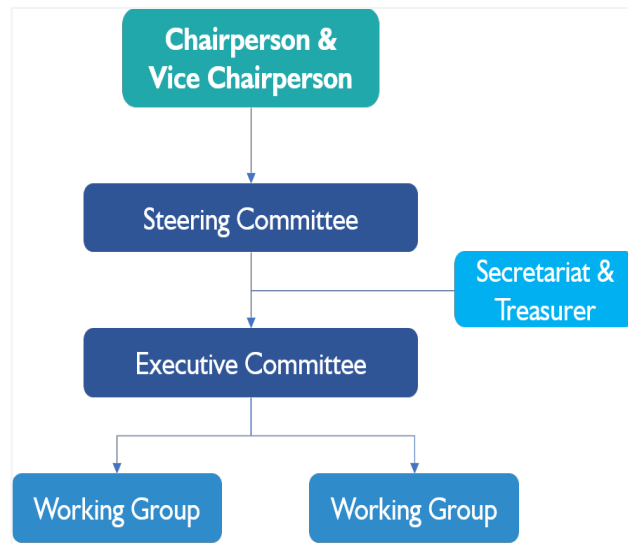 Chairperson &
Vice Chairperson
Steering Committee
Secretariat &
Treasurer
Executive Committee
Working Group
Working Group